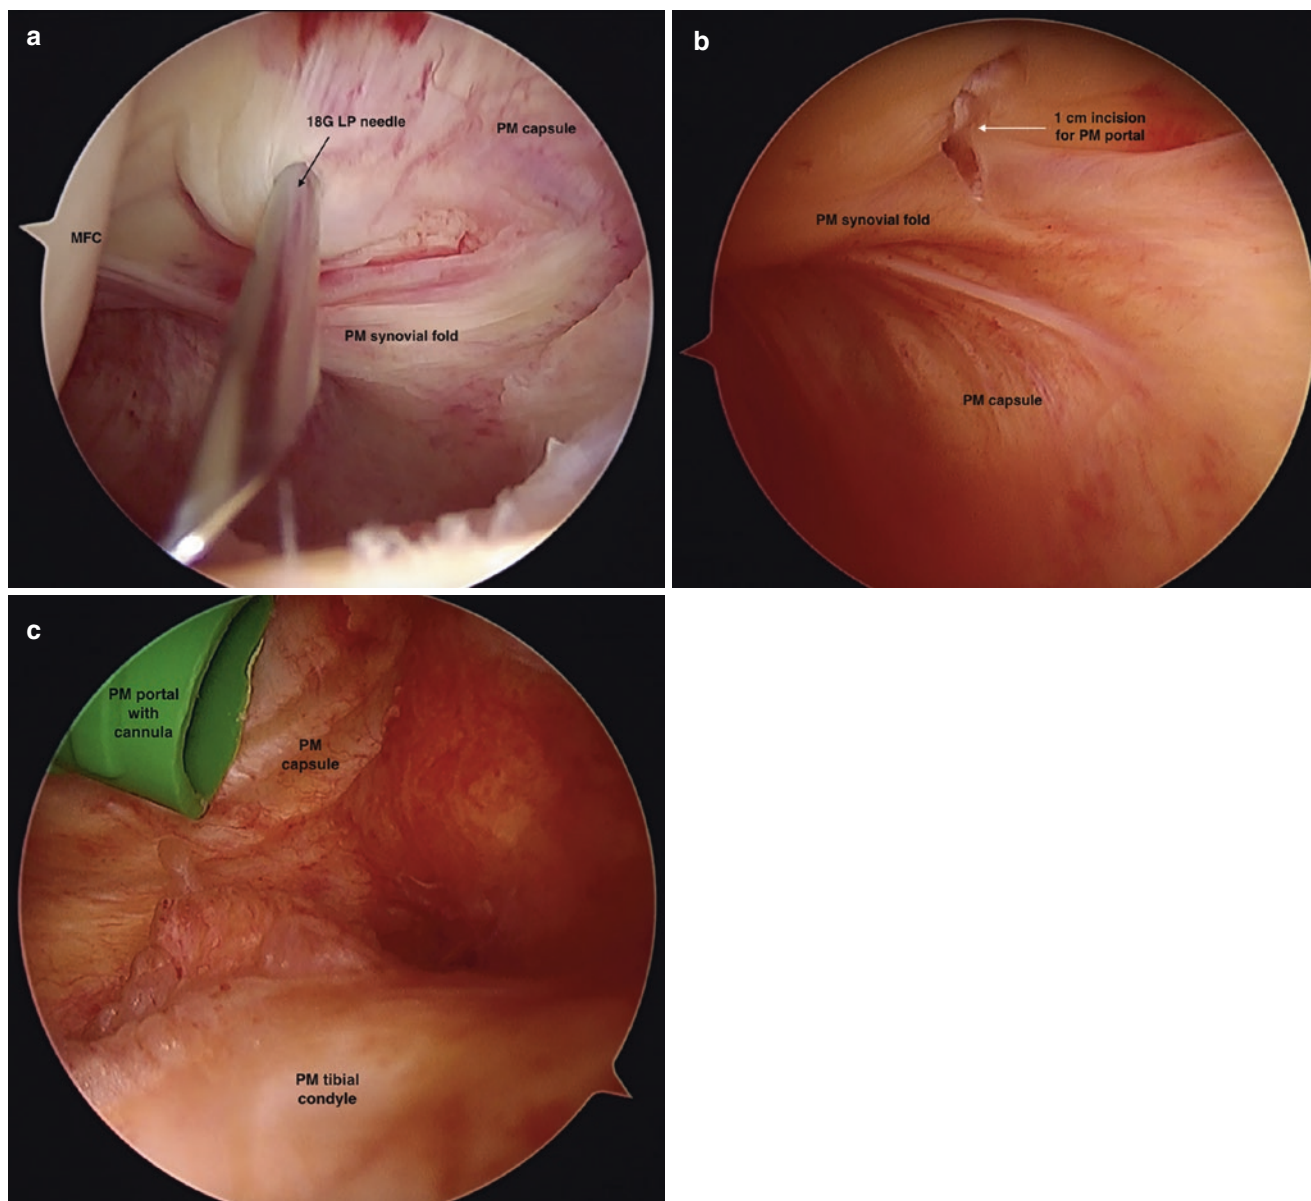 a
18G LP needle
PM capsule
MFC
PM synovial fold
b
1 cm incision
for PM portal
PM synovial fold
PM capsule
c
PM portal
with
cannula
PM
capsule
PM tibial
condyle